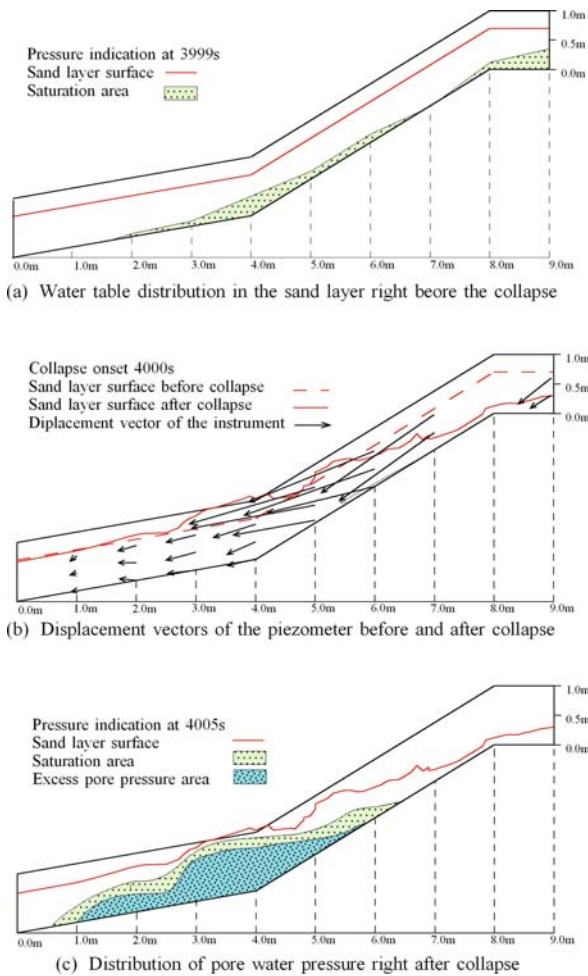 Pressure indication at 3999s
Sand layer surface
Saturation area
1.0m
0.5m
0.0m
0.0m 1.0m 2.0m 3.0m 4.0m 5.0m 6.0m 7.0m 8.0m 9.0m
(a) Water table distribution in the sand layer right beore the collapse
Collapse onset 4000s
Sand layer surface before collapse
Sand layer surface after collapse
Diplacement vector of the instrument
1.0m
0.5m
0.0m
0.0m 1.0m 2.0m 3.0m 4.0m 5.0m 6.0m 7.0m 8.0m 9.0m
(b) Displacement vectors of the piezometer before and after collapse
Pressure indication at 4005s
Sand layer surface
Saturation area
Excess pore pressure area
1.0m
0.5m
0.0m
0.0m 1.0m 2.0m 3.0m 4.0m 5.0m 6.0m 7.0m 8.0m 9.0m
(c) Distribution of pore water pressure right after collapse